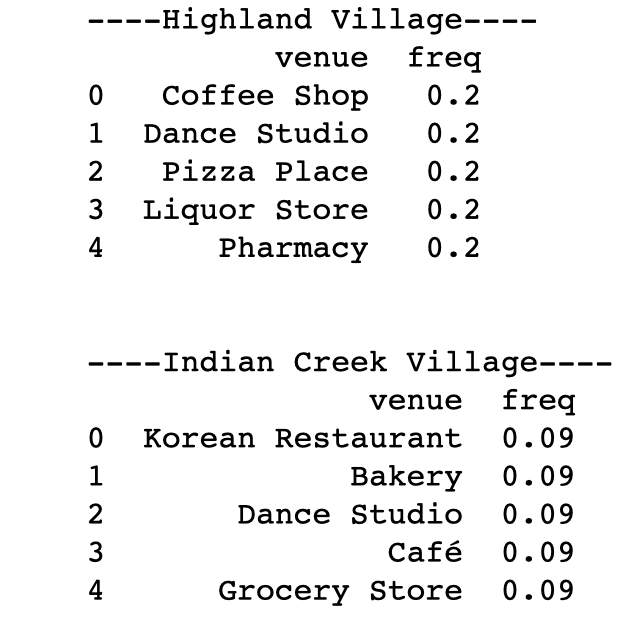 ----Highland Village----
venue freq
0 Coffee Shop 0.2
1 Dance Studio 0.2
2 Pizza Place 0.2
3 Liquor Store 0.2
4 Pharmacy 0.2
----Indian Creek Village----
venue freq
0 Korean Restaurant 0.09
1 Bakery 0.09
2 Dance Studio 0.09
3 Café 0.09
4 Grocery Store 0.09